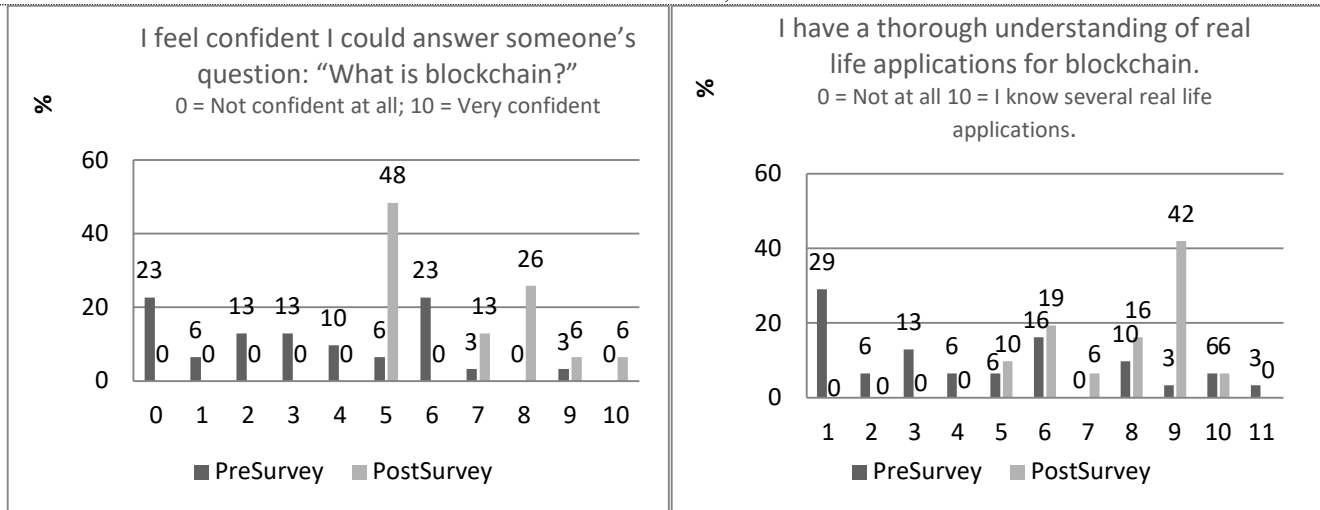 I feel confident I could answer someone's
question: “What is blockchain?”
0 = Not confident at all; 10 = Very confident
%
60
40
20
0
23 0 6 0 13 0 13 0 10 0 6 48 23 0 3 13 0 26 3 6 0 6
0 1 2 3 4 5 6 7 8 9 10
PreSurvey PostSurvey
I have a thorough understanding of real
life applications for blockchain.
0 = Not at all 10 = I know several real life
applications.
%
60
40
20
0
29 0 6 0 13 0 6 0 6 10 16 19 0 6 10 16 3 42 6 6 3 0
1 2 3 4 5 6 7 8 9 10 11
PreSurvey PostSurvey